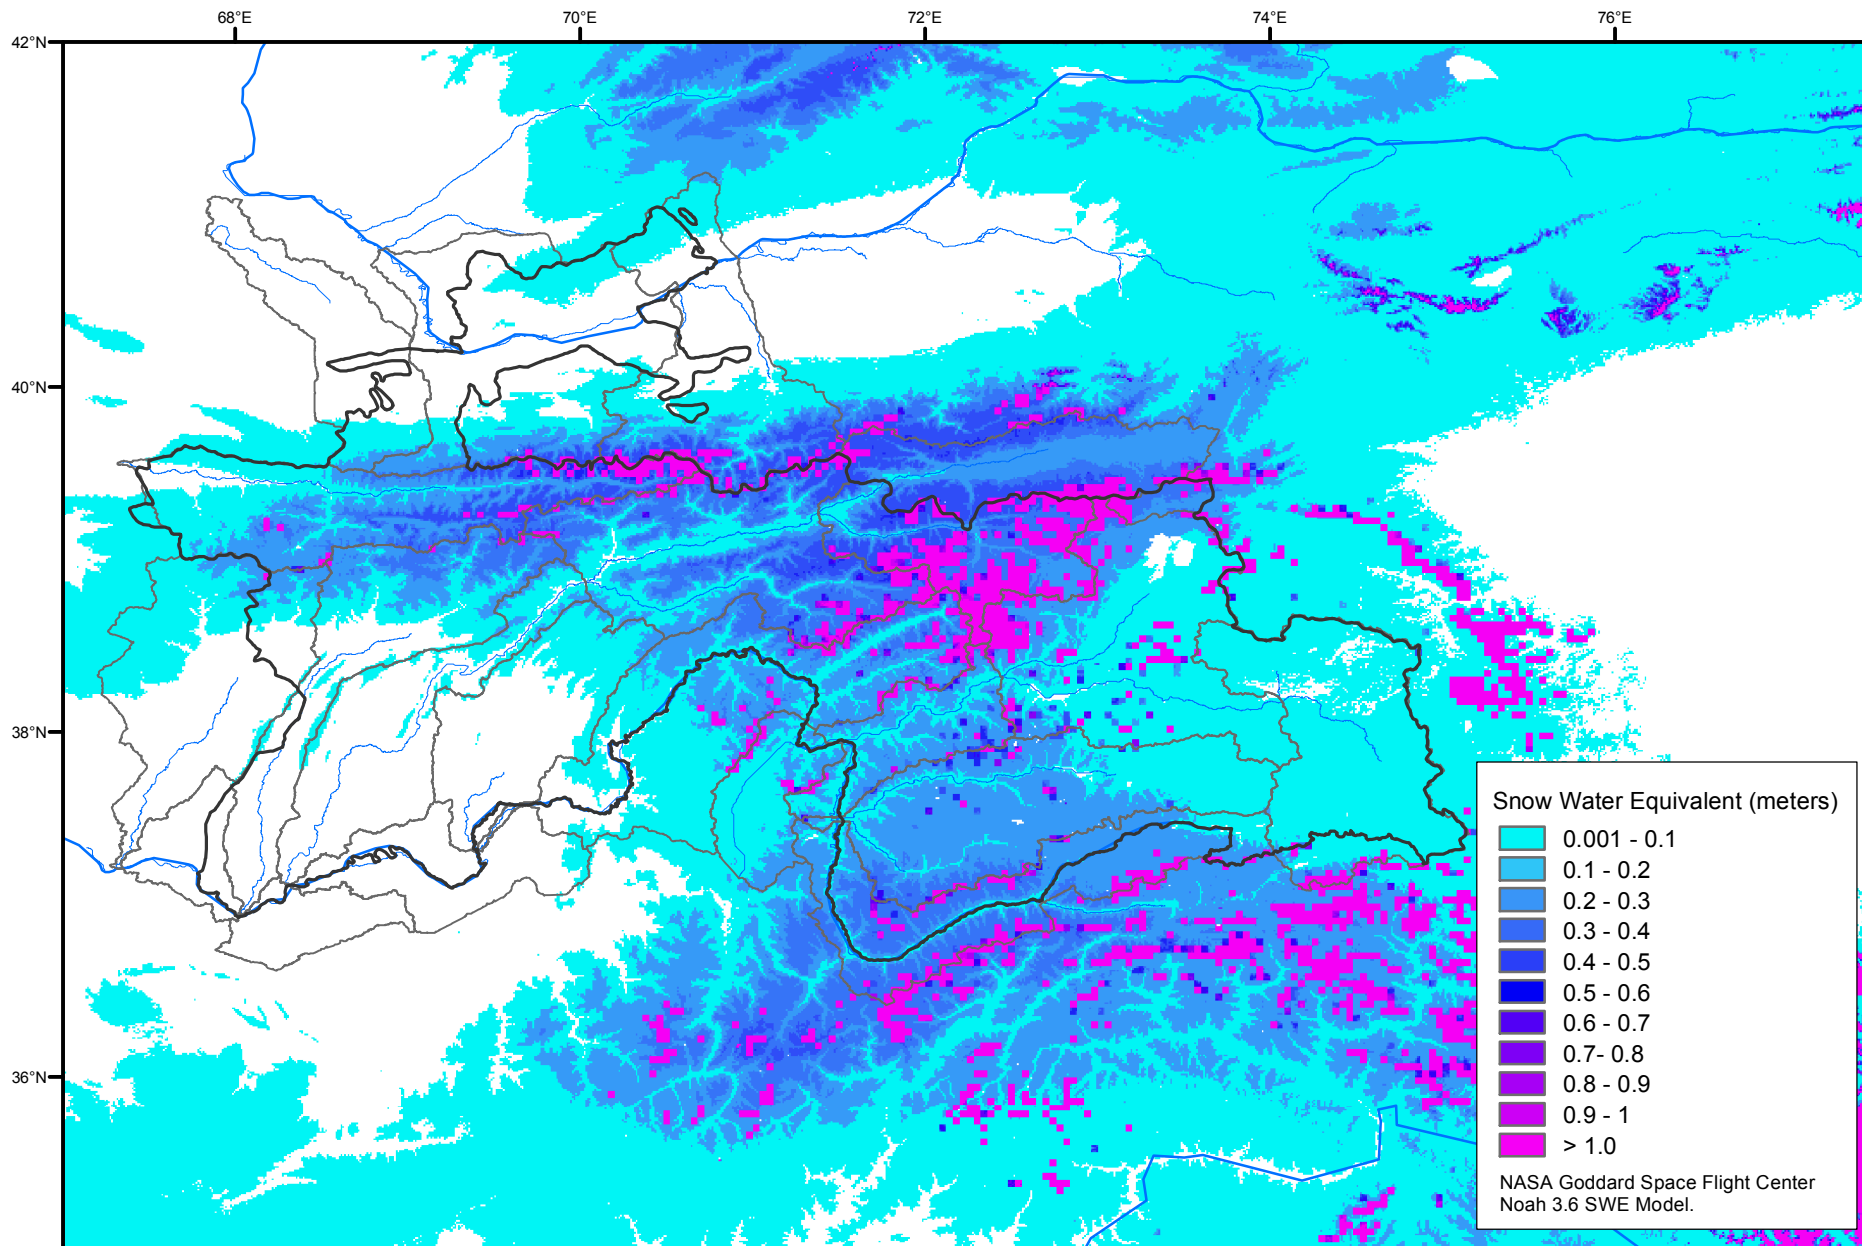 68°E
70°E
72°E
74°E
76°E
42°N
40°N
38°N
36°N
Snow Water Equivalent (meters)
0.001 - 0.1
0.1 - 0.2
0.2 - 0.3
0.3 - 0.4
0.4 - 0.5
0.5 - 0.6
0.6 - 0.7
0.7- 0.8
0.8 - 0.9
0.9 - 1
> 1.0
NASA Goddard Space Flight Center
Noah 3.6 SWE Model.